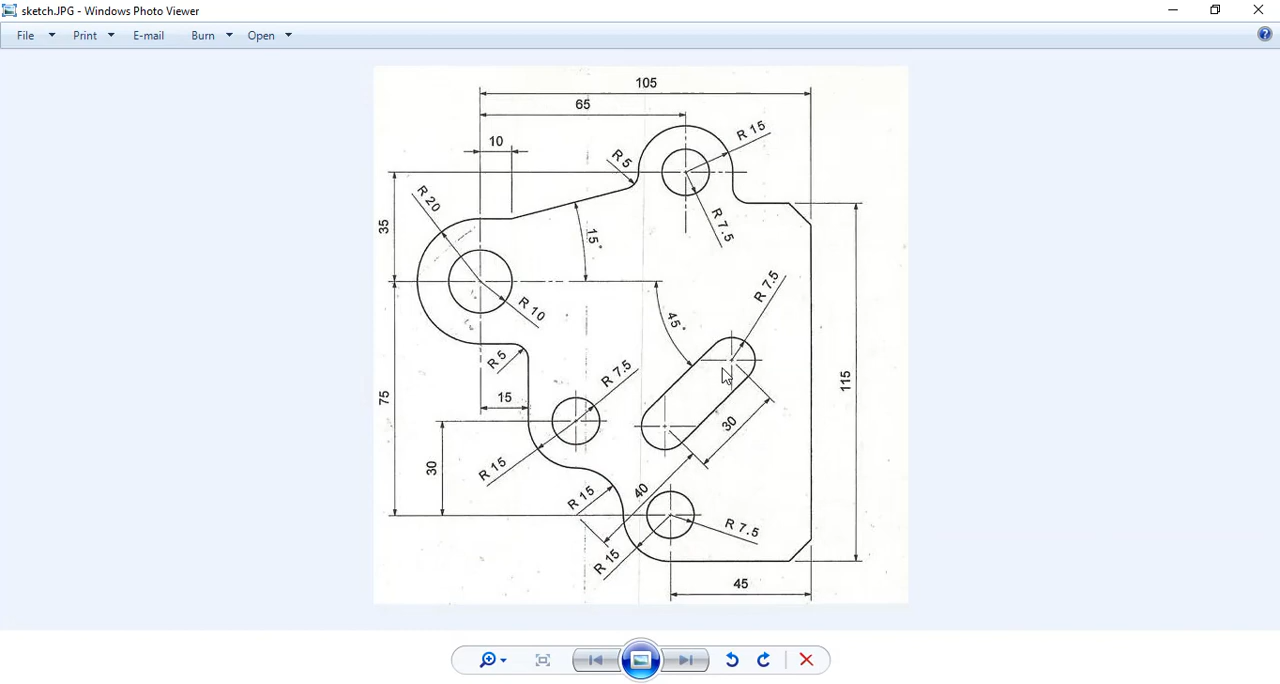 sketch.JPG - Windows Photo Viewer
File Print E-mail Burn Open ?
105
65
10
R 15
R 5
R 20
35
R 7.5
15°
R 10
R 7.5
45°
R 5
R 7.5
115
75
15
30
30
R 15
R 15
40
R 7.5
R 15
45